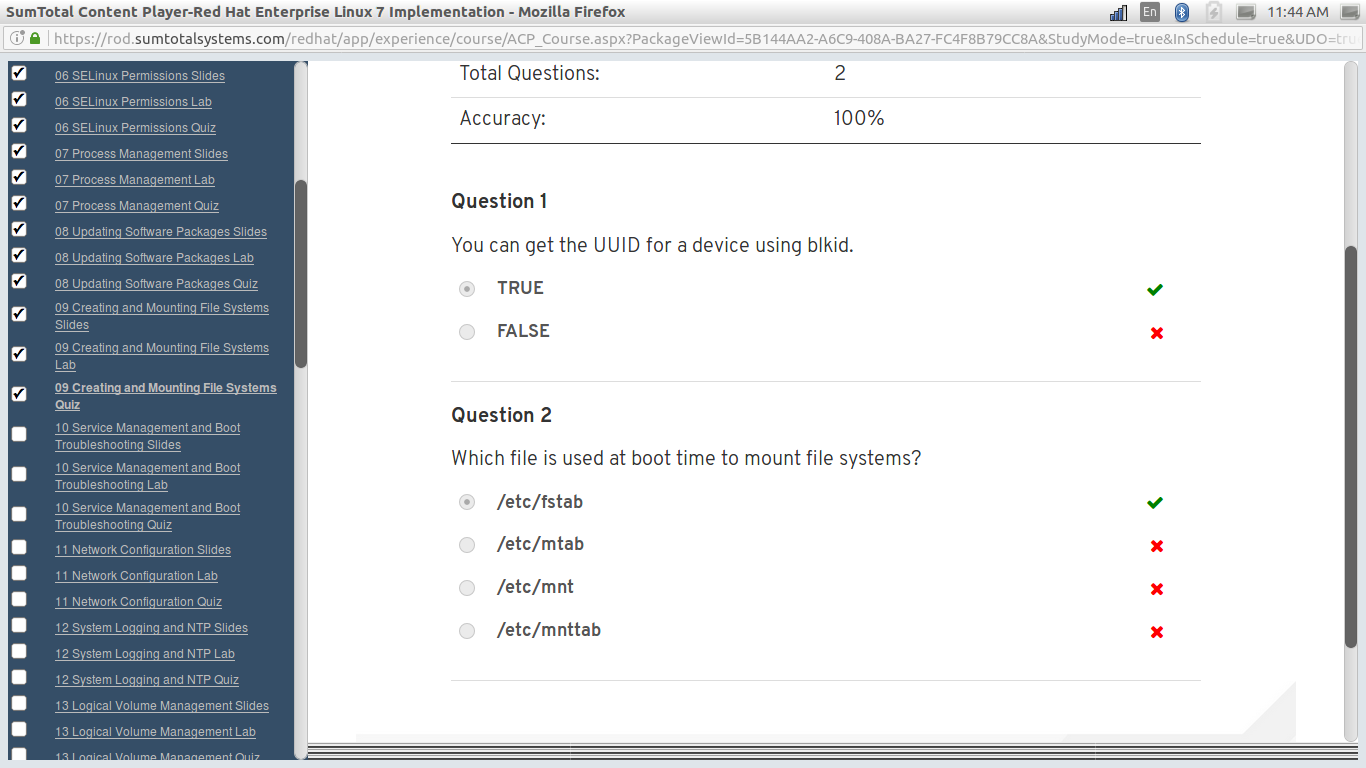 SumTotal Content Player-Red Hat Enterprise Linux 7 Implementation - Mozilla Firefox
En
11:44 AM
https://rod.sumtotalsystems.com/redhat/app/experience/course/ACP_Course.aspx?PackageViewId=5B144AA2-A6C9-408A-BA27-FC4F8B79CC8A&StudyMode=true&InSchedule=true&UDO=tru
06 SELinux Permissions Slides
06 SELinux Permissions Lab
06 SELinux Permissions Quiz
07 Process Management Slides
07 Process Management Lab
07 Process Management Quiz
08 Updating Software Packages Slides
08 Updating Software Packages Lab
08 Updating Software Packages Quiz
09 Creating and Mounting File Systems
Slides
09 Creating and Mounting File Systems
Lab
09 Creating and Mounting File Systems
Quiz
10 Service Management and Boot
Troubleshooting Slides
10 Service Management and Boot
Troubleshooting Lab
10 Service Management and Boot
Troubleshooting Quiz
11 Network Configuration Slides
11 Network Configuration Lab
11 Network Configuration Quiz
12 System Logging and NTP Slides
12 System Logging and NTP Lab
12 System Logging and NTP Quiz
13 Logical Volume Management Slides
13 Logical Volume Management Lab
13 Logical Volume Management Quiz
Total Questions: 2
Accuracy: 100%
Question 1
You can get the UUID for a device using blkid.
TRUE
FALSE
Question 2
Which file is used at boot time to mount file systems?
/etc/fstab
/etc/mtab
/etc/mnt
/etc/mnttab